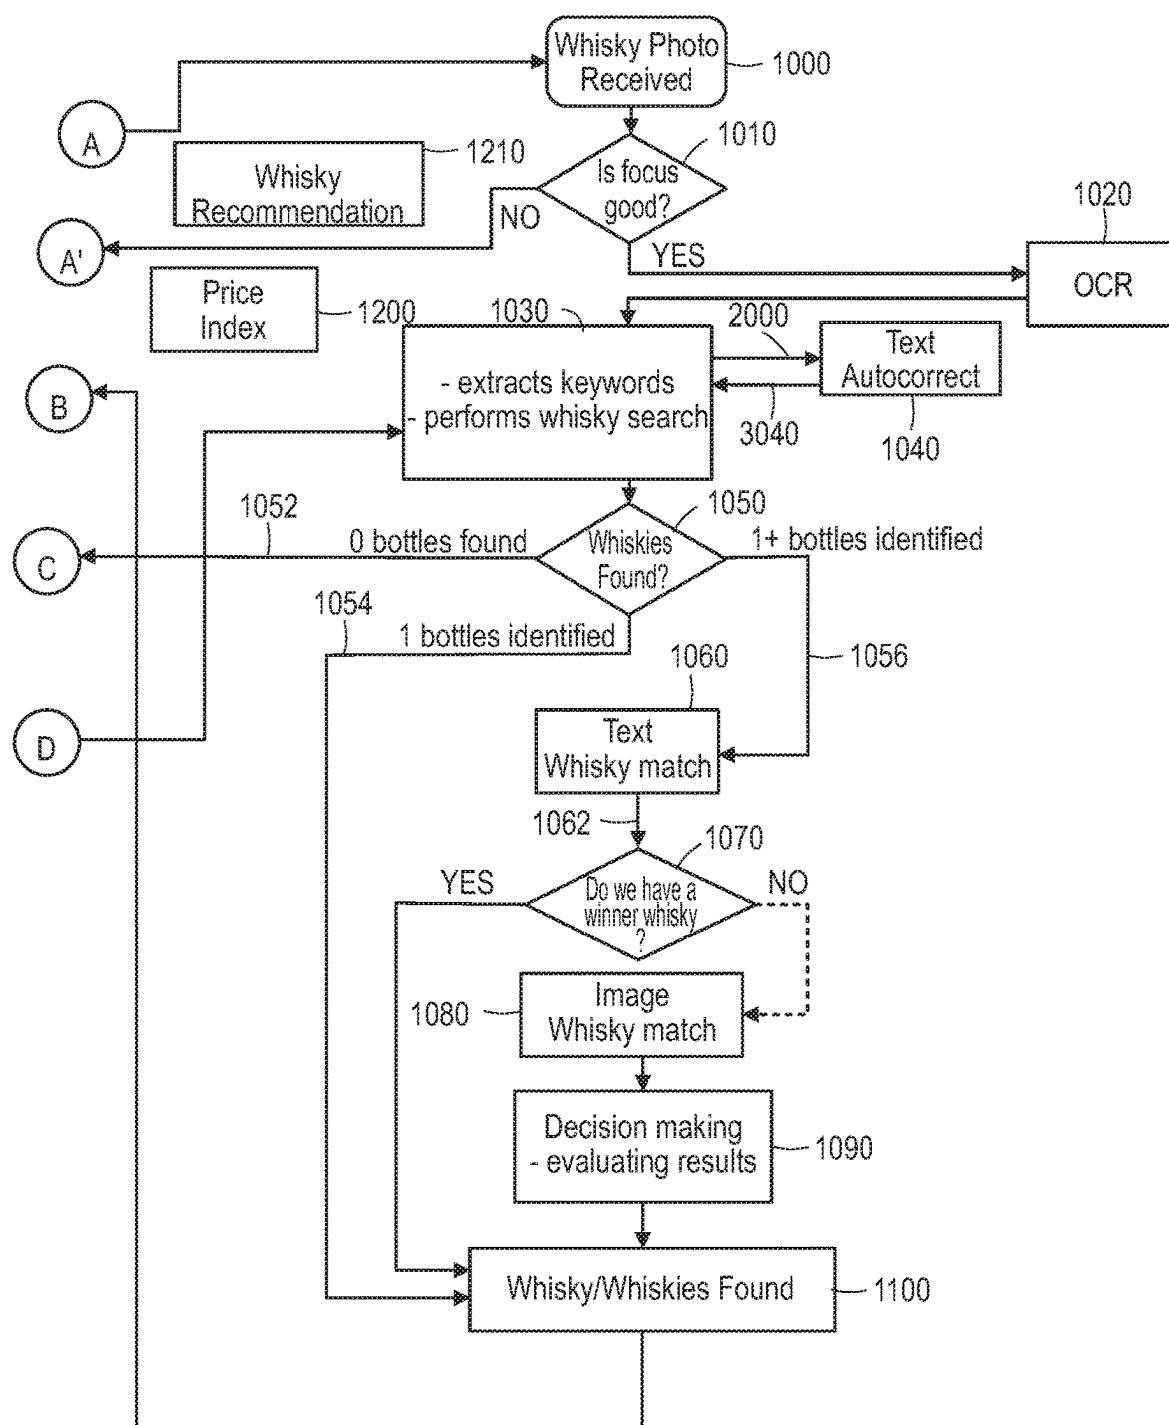 Whisky Photo
Received
1000
A
1010
Is focus
good?
1210
Whisky
Recommendation
NO
YES
1020
OCR
A'
Price
Index
1200
1030
- extracts keywords
- performs whisky search
2000
Text
Autocorrect
3040
1040
B
1052
0 bottles found
1050
Whiskies
Found?
1+ bottles identified
C
1054
1 bottles identified
1056
1060
Text
Whisky match
D
1062
1070
YES
Do we have a
winner whisky
?
NO
1080
Image
Whisky match
Decision making
- evaluating results
1090
Whisky/Whiskies Found
1100